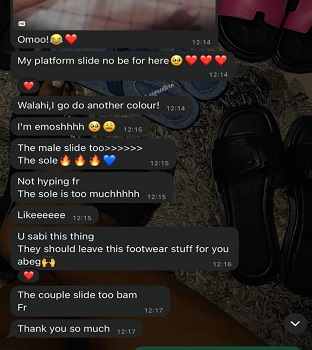 Omoo!😂❤️
12:14
My platform slide no be for here🥹❤️❤️❤️
12:14
❤️
Walahi,I go do another colour!
12:14
I'm emoshhhh 🥹😩
12:15
The male slide too>>>>>>
The sole🔥🔥🔥💙
12:15
Not hyping fr
The sole is too muchhhhh
12:15
Likeeeeee
12:15
U sabi this thing
They should leave this footwear stuff for you
abeg🙌
12:16
❤️
The couple slide too bam
Fr
12:17
Thank you so much
12:17